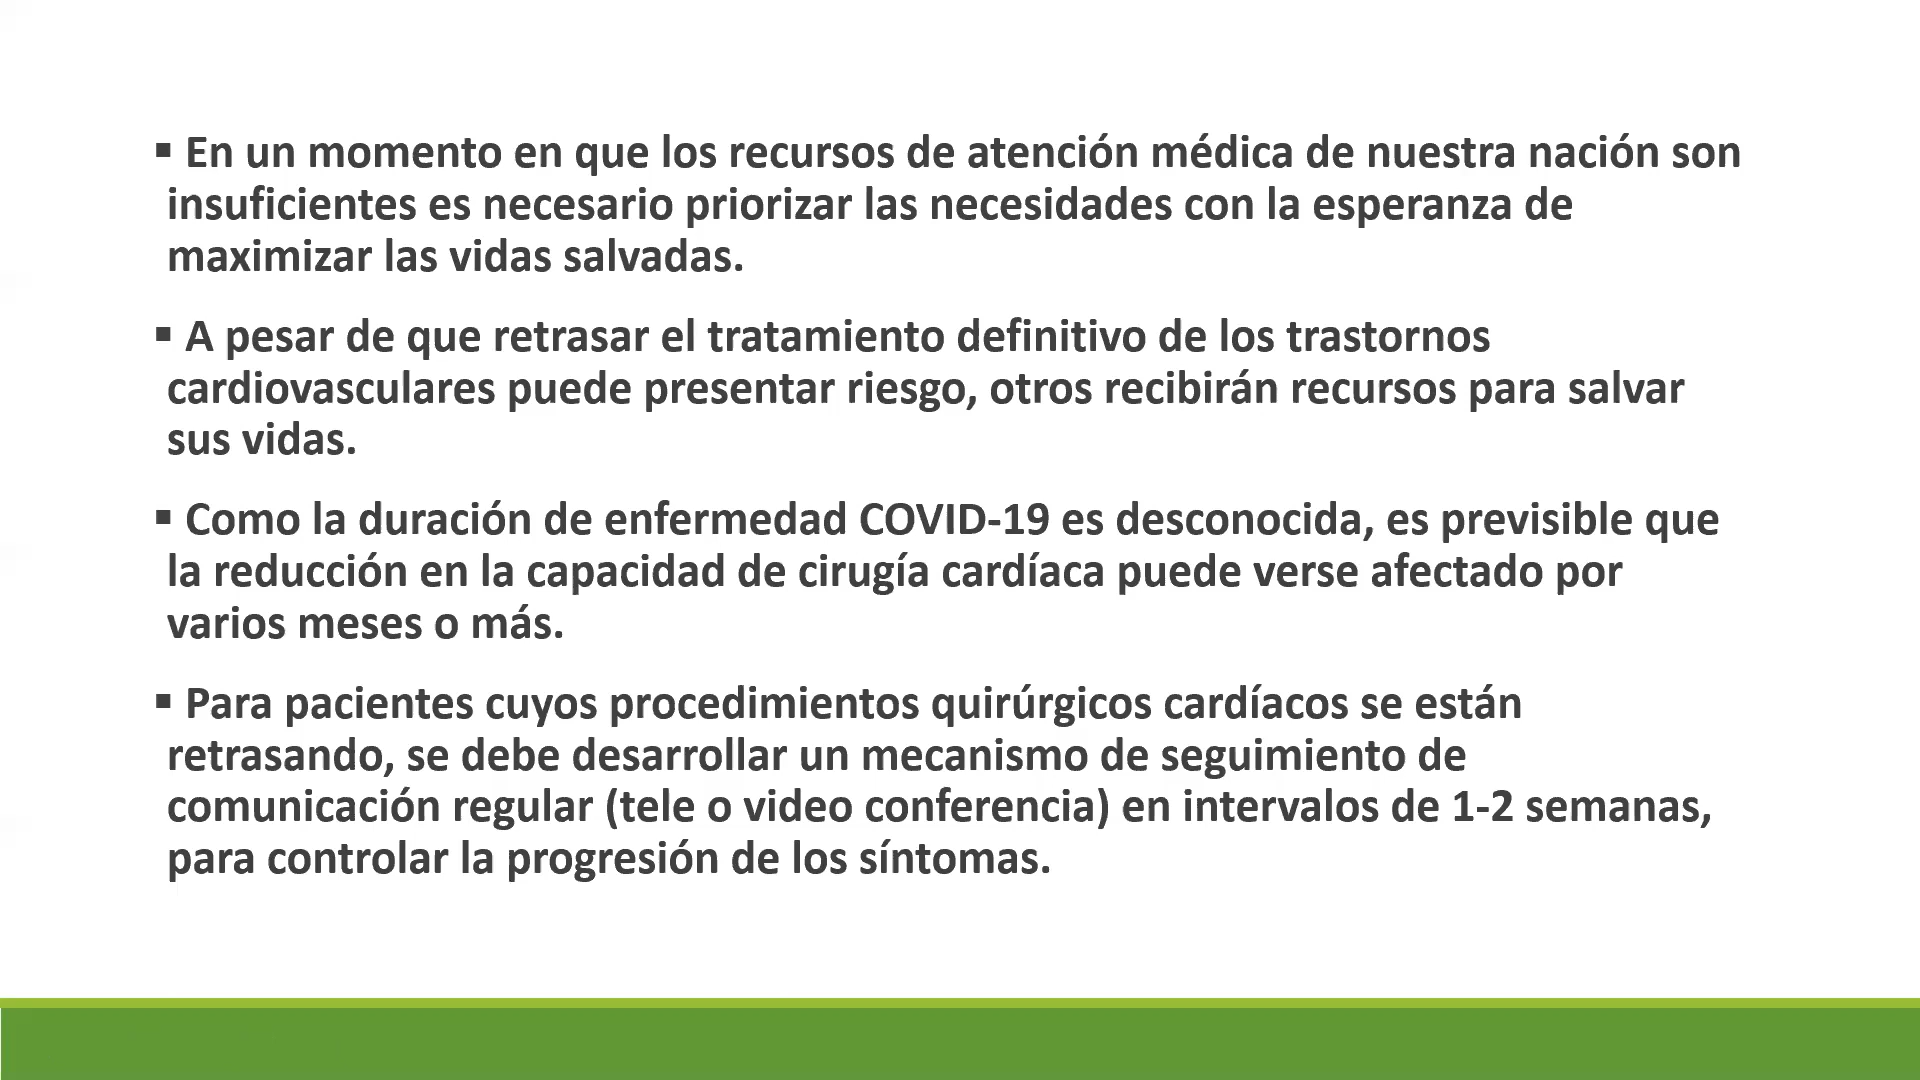 ▪ En un momento en que los recursos de atención médica de nuestra nación son
insuficientes es necesario priorizar las necesidades con la esperanza de
maximizar las vidas salvadas.
▪ A pesar de que retrasar el tratamiento definitivo de los trastornos
cardiovasculares puede presentar riesgo, otros recibirán recursos para salvar
sus vidas.
▪ Como la duración de enfermedad COVID-19 es desconocida, es previsible que
la reducción en la capacidad de cirugía cardíaca puede verse afectado por
varios meses o más.
▪ Para pacientes cuyos procedimientos quirúrgicos cardíacos se están
retrasando, se debe desarrollar un mecanismo de seguimiento de
comunicación regular (tele o video conferencia) en intervalos de 1-2 semanas,
para controlar la progresión de los síntomas.